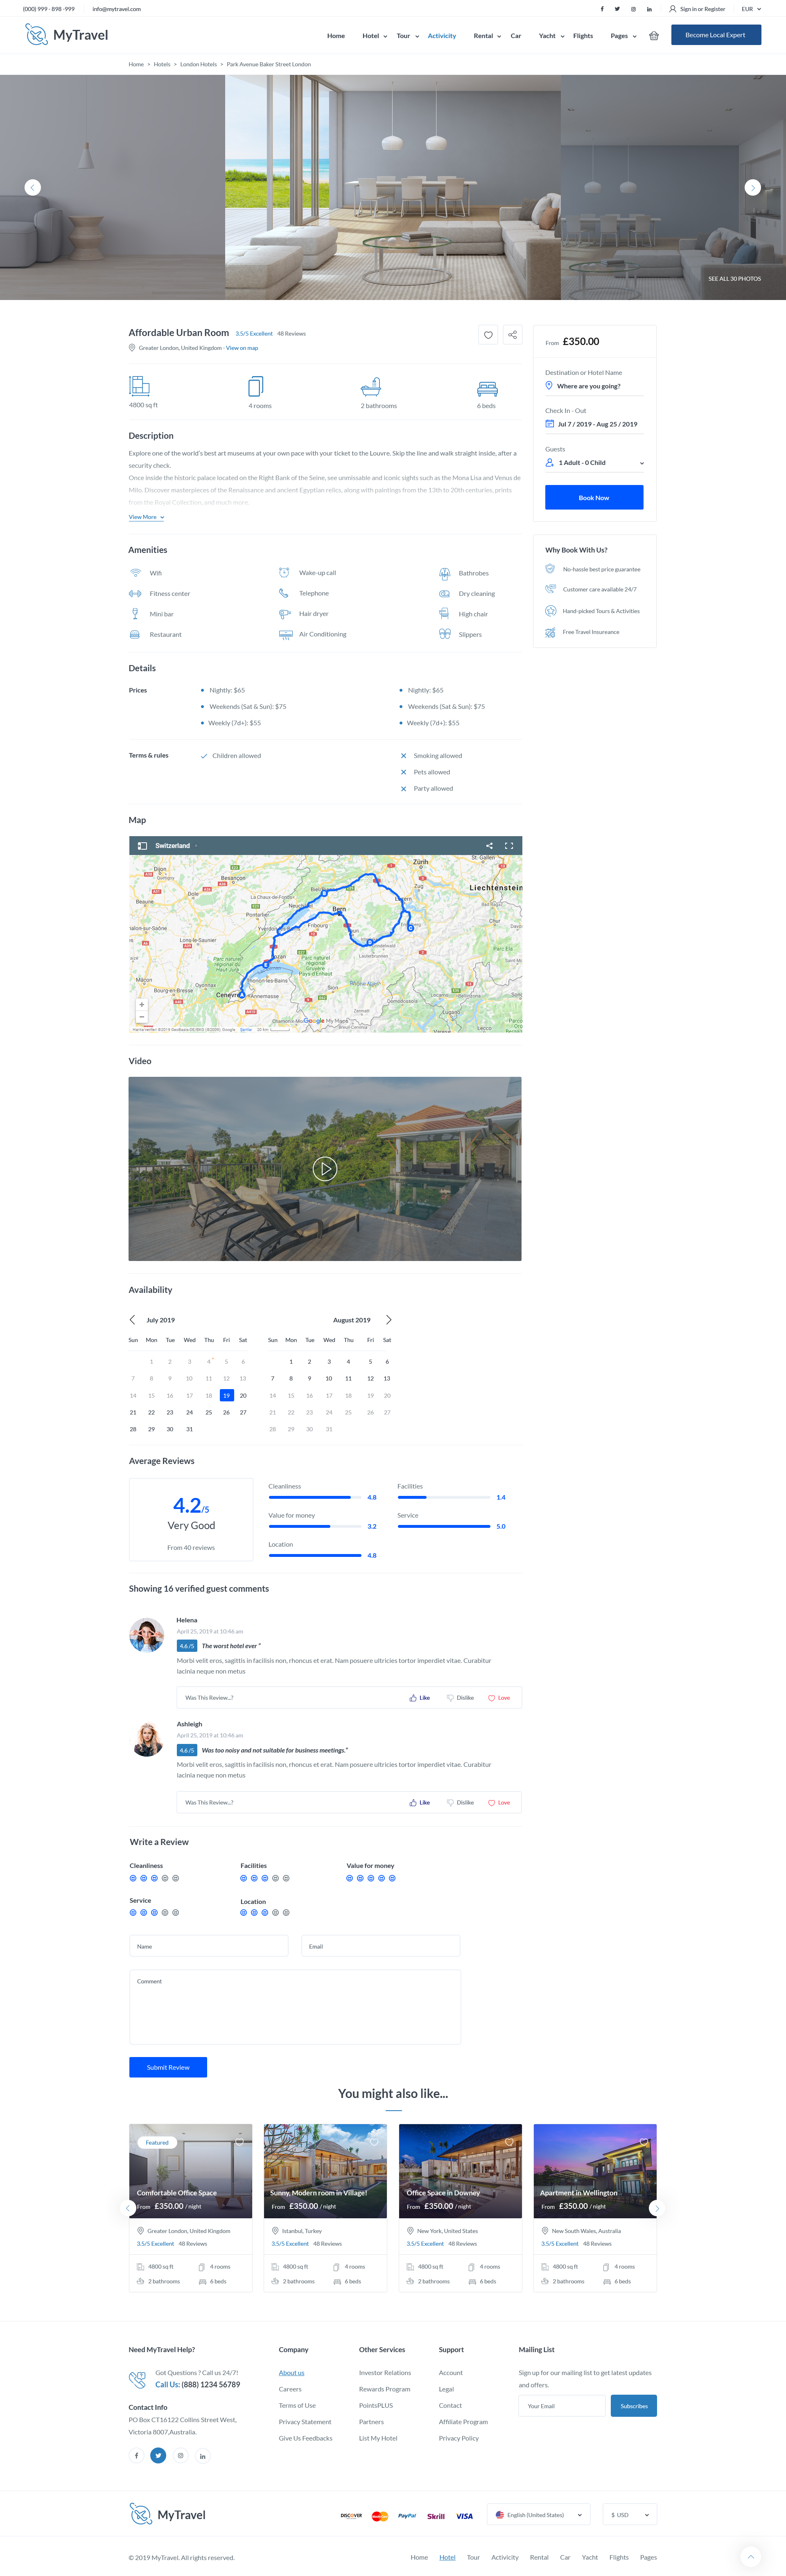 (000) 999 - 898 -999 info@mytravel.com Sign in or Register EUR
MyTravel Home Hotel Tour Activicity Rental Car Yacht Flights Pages Become Local Expert
Home > Hotels > London Hotels > Park Avenue Baker Street London
SEE ALL 30 PHOTOS
Affordable Urban Room 3.5/5 Excellent 48 Reviews
Greater London, United Kingdom - View on map
4800 sq ft 4 rooms 2 bathrooms 6 beds
From £350.00
Destination or Hotel Name
Where are you going?
Check In - Out
Jul 7 / 2019 - Aug 25 / 2019
Guests
1 Adult - 0 Child
Book Now
Why Book With Us?
No-hassle best price guarantee
Customer care available 24/7
Hand-picked Tours & Activities
Free Travel Insureance
Description
Explore one of the world's best art museums at your own pace with your ticket to the Louvre. Skip the line and walk straight inside, after a
security check.
Once inside the historic palace located on the Right Bank of the Seine, see unmissable and iconic sights such as the Mona Lisa and Venus de
Milo. Discover masterpieces of the Renaissance and ancient Egyptian relics, along with paintings from the 13th to 20th centuries, prints
from the Royal Collection, and much more.
View More
Amenities
Wifi Wake-up call Bathrobes
Fitness center Telephone Dry cleaning
Mini bar Hair dryer High chair
Restaurant Air Conditioning Slippers
Details
Prices Nightly: $65 Nightly: $65
Weekends (Sat & Sun): $75 Weekends (Sat & Sun): $75
Weekly (7d+): $55 Weekly (7d+): $55
Terms & rules Children allowed Smoking allowed
Pets allowed
Party allowed
Map
Switzerland
Zürich
St. Gallen
Dijon
Besançon
Liechtenstein
Zug
La Chaux-de-Fonds
Luzern
Bern
Pontarlier
Fribourg
Lons-le-Saunier
Annemasse
Lugano
Lecco
Google My Maps
Video
Availability
July 2019 August 2019
Sun Mon Tue Wed Thu Fri Sat Sun Mon Tue Wed Thu Fri Sat
1 2 3 4 5 6 1 2 3 4 5 6
7 8 9 10 11 12 13 7 8 9 10 11 12 13
14 15 16 17 18 19 20 14 15 16 17 18 19 20
21 22 23 24 25 26 27 21 22 23 24 25 26 27
28 29 30 31 28 29 30 31
Average Reviews
4.2/5
Very Good
From 40 reviews
Cleanliness Facilities
4.8 1.4
Value for money Service
3.2 5.0
Location
4.8
Showing 16 verified guest comments
Helena
April 25, 2019 at 10:46 am
4.6 /5 The worst hotel ever "
Morbi velit eros, sagittis in facilisis non, rhoncus et erat. Nam posuere ultricies tortor imperdiet vitae. Curabitur
lacinia neque non metus
Was This Review...? Like Dislike Love
Ashleigh
April 25, 2019 at 10:46 am
4.6 /5 Was too noisy and not suitable for business meetings."
Morbi velit eros, sagittis in facilisis non, rhoncus et erat. Nam posuere ultricies tortor imperdiet vitae. Curabitur
lacinia neque non metus
Was This Review...? Like Dislike Love
Write a Review
Cleanliness Facilities Value for money
Service Location
Name Email
Comment
Submit Review
You might also like...
Featured
Comfortable Office Space Sunny, Modern room in Village! Office Space in Downey Apartment in Wellington
From £350.00 / night From £350.00 / night From £350.00 / night From £350.00 / night
Greater London, United Kingdom Istanbul, Turkey New York, United States New South Wales, Australia
3.5/5 Excellent 48 Reviews 3.5/5 Excellent 48 Reviews 3.5/5 Excellent 48 Reviews 3.5/5 Excellent 48 Reviews
4800 sq ft 4 rooms 4800 sq ft 4 rooms 4800 sq ft 4 rooms 4800 sq ft 4 rooms
2 bathrooms 6 beds 2 bathrooms 6 beds 2 bathrooms 6 beds 2 bathrooms 6 beds
Need MyTravel Help? Company Other Services Support Mailing List
Got Questions ? Call us 24/7! About us Investor Relations Account Sign up for our mailing list to get latest updates
Call Us: (888) 1234 56789 Careers Rewards Program Legal and offers.
Contact Info Terms of Use PointsPLUS Contact Your Email Subscribes
PO Box CT16122 Collins Street West, Privacy Statement Partners Affiliate Program
Victoria 8007,Australia. Give Us Feedbacks List My Hotel Privacy Policy
MyTravel DISCOVER MasterCard PayPal Skrill VISA English (United States) $ USD
© 2019 MyTravel. All rights reserved. Home Hotel Tour Activicity Rental Car Yacht Flights Pages